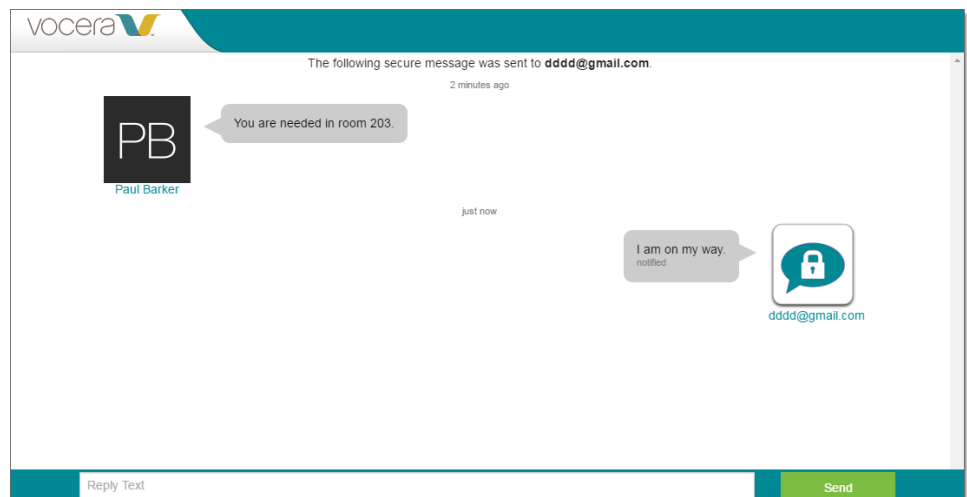 vocera
The following secure message was sent to dddd@gmail.com.
2 minutes ago
PB
You are needed in room 203.
Paul Barker
just now
I am on my way.
notified
dddd@gmail.com
Reply Text
Send